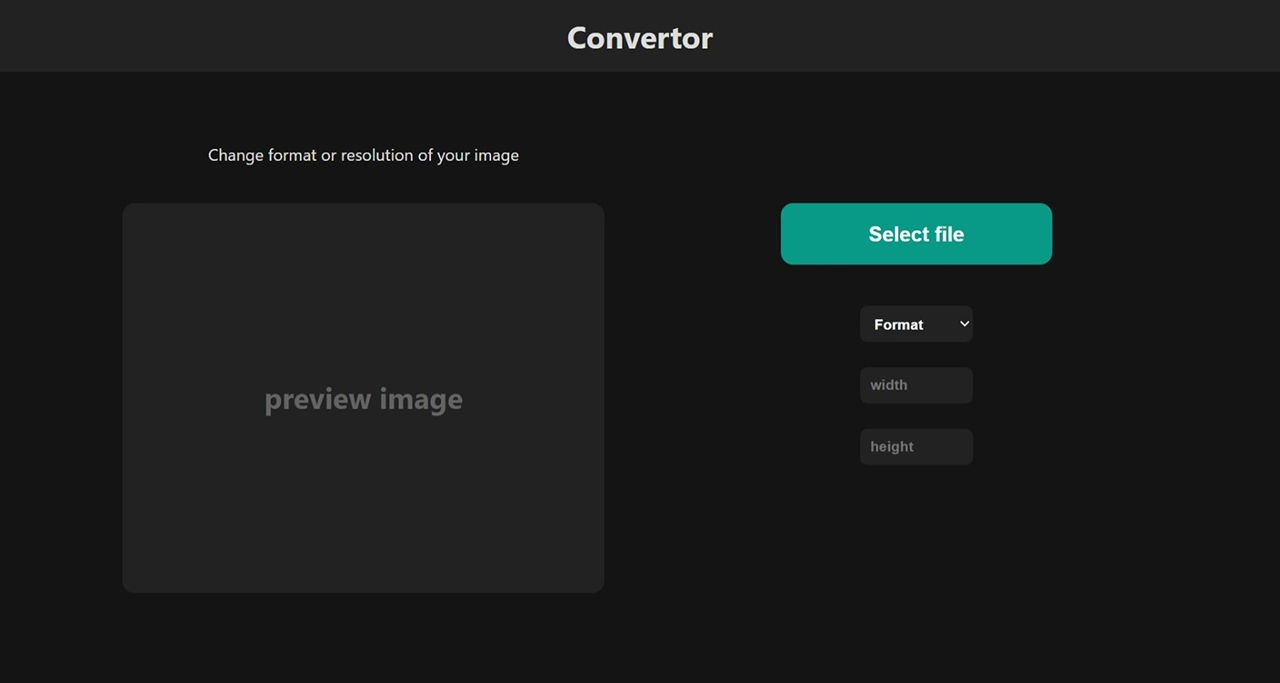 Convertor
Change format or resolution of your image
preview image
Select file
Format
width
height